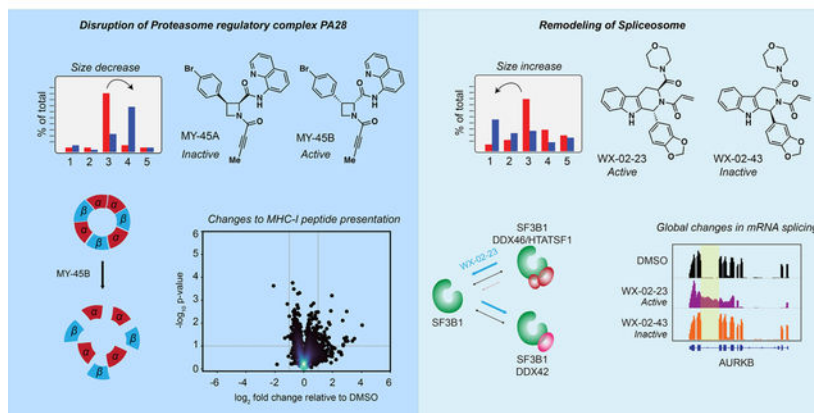 Disruption of Proteasome regulatory complex PA28
Size decrease
% of total
1 2 3 4 5
Br
N
O
N
H
N
O
Me
MY-45A
Inactive
Br
N
O
N
H
N
O
Me
MY-45B
Active
α α
β β
α α
β
MY-45B
α α
β β
α α
β
Changes to MHC-I peptide presentation
-log10 p-value
6
5
4
3
2
1
0
-6 -4 -2 0 2 4 6
log2 fold change relative to DMSO
Remodeling of Spliceosome
Size increase
% of total
1 2 3 4 5
O
N
O
N
N
H
O
O
O
WX-02-23
Active
O
N
O
N
N
H
O
O
O
WX-02-43
Inactive
WX-02-23
SF3B1
SF3B1
DDX46/HTATSF1
SF3B1
DDX42
Global changes in mRNA splicing
DMSO
WX-02-23
Active
WX-02-43
Inactive
AURKB